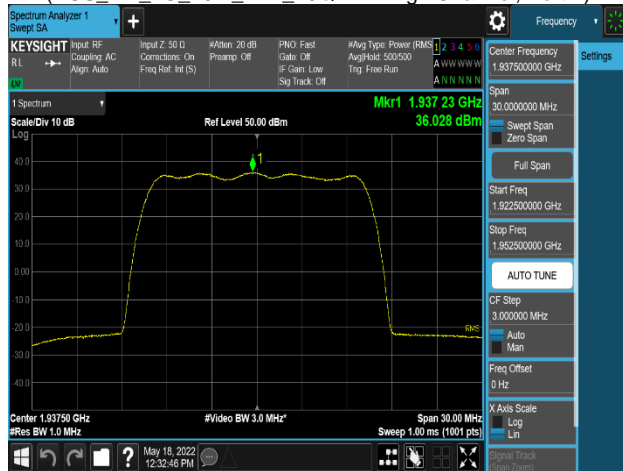 Spectrum Analyzer 1
Swept SA
+
Frequency
KEYSIGHT
RL
Input: RF
Coupling: AC
Align: Auto
Input Z: 50 Ω
Corrections: On
Freq Ref: Int (S)
#Atten: 20 dB
Preamp: Off
PNO: Fast
Gate: Off
IF Gain: Low
Sig Track: Off
#Avg Type: Power (RMS
Avg|Hold: 500/500
Trig: Free Run
1 2 3 4 5 6
A W W W W W
A N N N N N
1 Spectrum
Scale/Div 10 dB
Log
Ref Level 50.00 dBm
Mkr1 1.937 23 GHz
36.028 dBm
40.0
30.0
20.0
10.0
0.00
-10.0
-20.0
-30.0
-40.0
1
RMS
Center 1.93750 GHz
#Res BW 1.0 MHz
#Video BW 3.0 MHz*
Span 30.00 MHz
Sweep 1.00 ms (1001 pts)
May 18, 2022
12:32:46 PM
?
Center Frequency
1.937500000 GHz
Settings
Span
30.0000000 MHz
Swept Span
Zero Span
Full Span
Start Freq
1.922500000 GHz
Stop Freq
1.952500000 GHz
AUTO TUNE
CF Step
3.000000 MHz
Auto
Man
Freq Offset
0 Hz
X Axis Scale
Log
Lin
Signal Track
(Span Zoom)